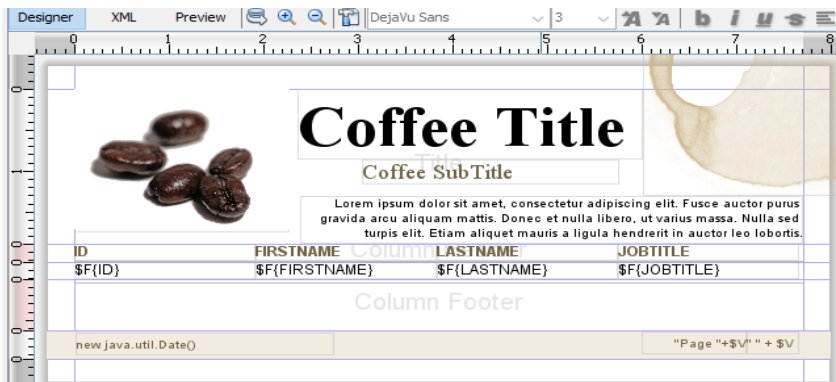 Designer XML Preview DejaVu Sans 3 A A b i u s
0 1 2 3 4 5 6 7 8
Coffee Title
Title
Coffee SubTitle
Lorem ipsum dolor sit amet, consectetur adipiscing elit. Fusce auctor purus
gravida arcu aliquam mattis. Donec et nulla libero, ut varius massa. Nulla sed
turpis elit. Etiam aliquet mauris a ligula hendrerit in auctor leo lobortis.
ID FIRSTNAME LASTNAME JOBTITLE
$F{ID} $F{FIRSTNAME} $F{LASTNAME} $F{JOBTITLE}
Column Footer
new java.util.Date() "Page "+$V " " + $V